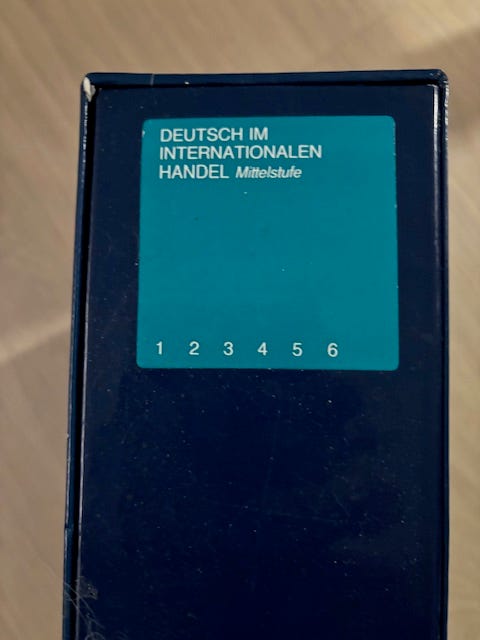 DEUTSCH IM
INTERNATIONALEN
HANDEL Mittelstufe
1 2 3 4 5 6